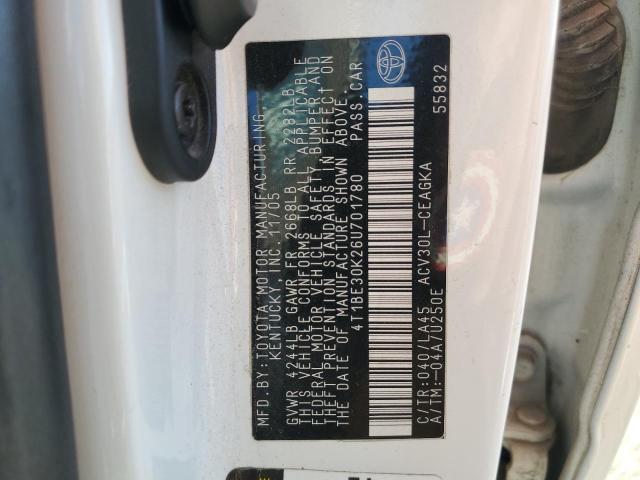 MFD. BY: TOYOTA MOTOR MANUFACTURING
KENTUCKY, INC. 11/05
GVWR 4244LB GAWR FR 2668LB RR 2282LB
THIS VEHICLE CONFORMS TO ALL APPLICABLE
FEDERAL MOTOR VEHICLE SAFETY BUMPER, AND
THEFT PREVENTION STANDARDS IN EFFECT ON
THE DATE OF MANUFACTURE SHOWN ABOVE.
4T1BE30K26U701780 PASS.CAR
C/TR:040/LA45 ACV30L-CEAGKA 55832
A/TM:-04A/U250E